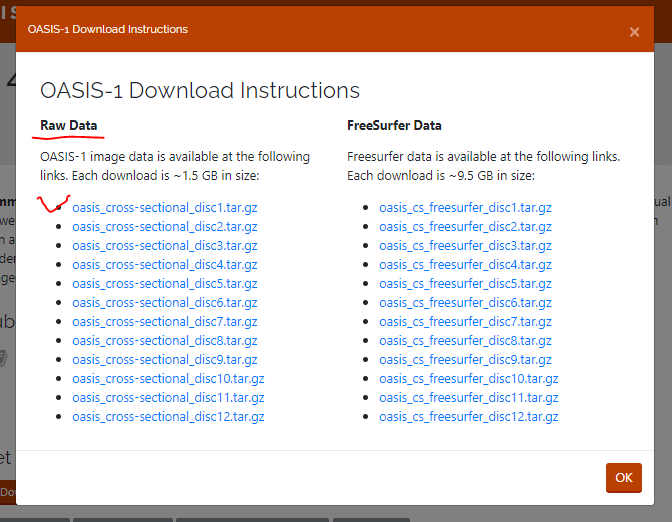 OASIS-1 Download Instructions
×
OASIS-1 Download Instructions
Raw Data
OASIS-1 image data is available at the following
links. Each download is ~1.5 GB in size:
oasis_cross-sectional_disc1.tar.gz
oasis_cross-sectional_disc2.tar.gz
oasis_cross-sectional_disc3.tar.gz
oasis_cross-sectional_disc4.tar.gz
oasis_cross-sectional_disc5.tar.gz
oasis_cross-sectional_disc6.tar.gz
oasis_cross-sectional_disc7.tar.gz
oasis_cross-sectional_disc8.tar.gz
oasis_cross-sectional_disc9.tar.gz
oasis_cross-sectional_disc10.tar.gz
oasis_cross-sectional_disc11.tar.gz
oasis_cross-sectional_disc12.tar.gz
FreeSurfer Data
Freesurfer data is available at the following links.
Each download is ~9.5 GB in size:
oasis_cs_freesurfer_disc1.tar.gz
oasis_cs_freesurfer_disc2.tar.gz
oasis_cs_freesurfer_disc3.tar.gz
oasis_cs_freesurfer_disc4.tar.gz
oasis_cs_freesurfer_disc5.tar.gz
oasis_cs_freesurfer_disc6.tar.gz
oasis_cs_freesurfer_disc7.tar.gz
oasis_cs_freesurfer_disc8.tar.gz
oasis_cs_freesurfer_disc9.tar.gz
oasis_cs_freesurfer_disc10.tar.gz
oasis_cs_freesurfer_disc11.tar.gz
oasis_cs_freesurfer_disc12.tar.gz
OK